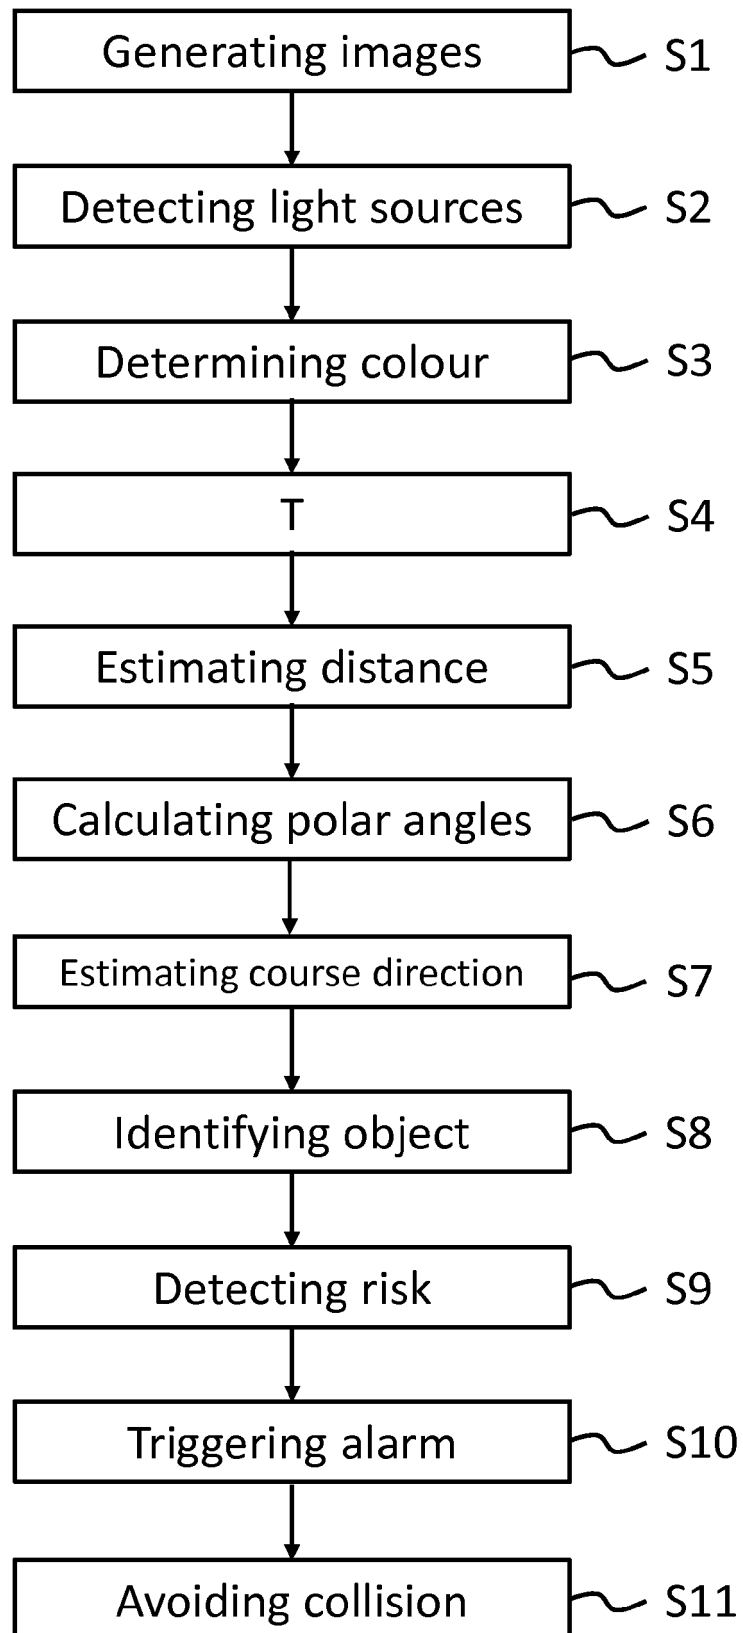 Generating images S1
Detecting light sources S2
Determining colour S3
T S4
Estimating distance S5
Calculating polar angles S6
Estimating course direction S7
Identifying object S8
Detecting risk S9
Triggering alarm S10
Avoiding collision S11